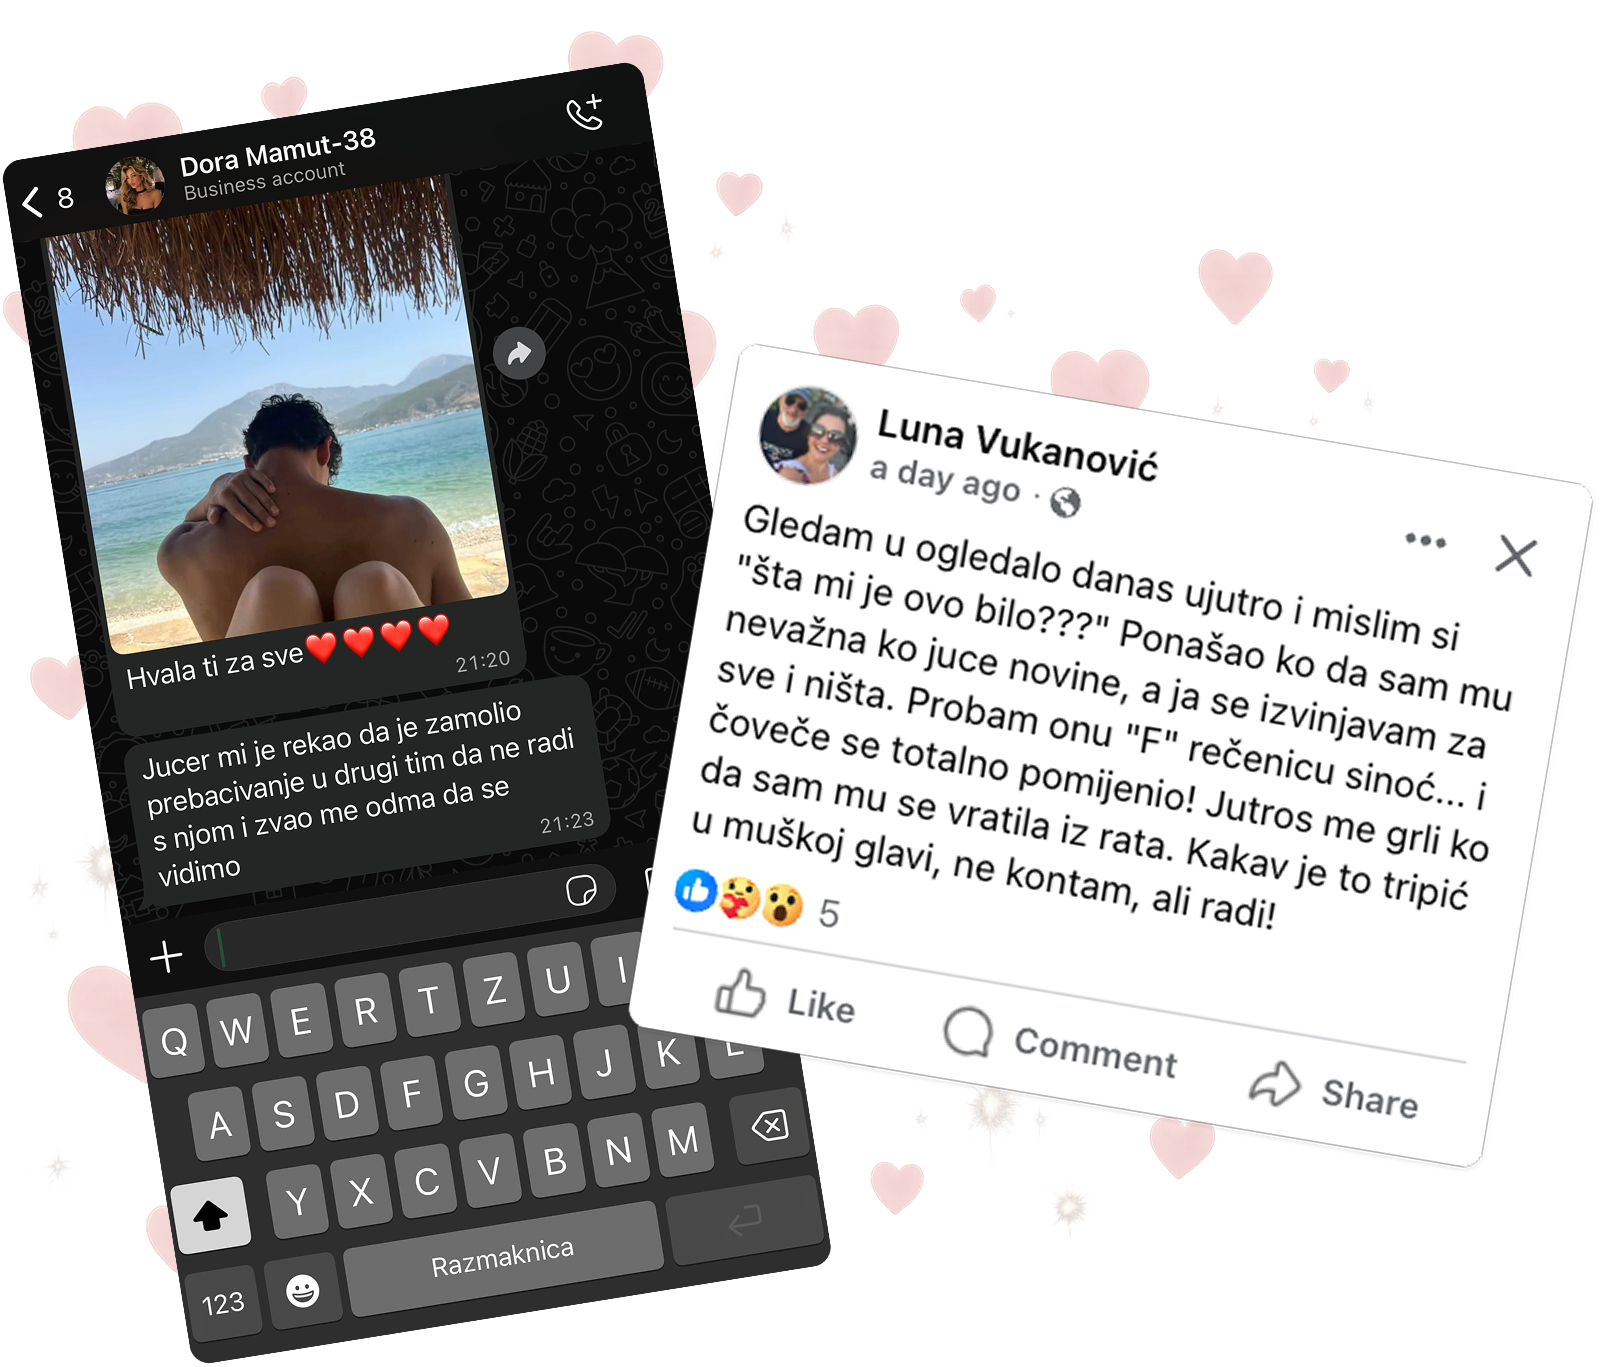 8
Dora Mamut-38
Business account
Hvala ti za sve❤️❤️❤️❤️
21:20
Jucer mi je rekao da je zamolio
prebacivanje u drugi tim da ne radi
s njom i zvao me odma da se
vidimo
21:23
Q W E R T Z U I
A S D F G H J K L
Y X C V B N M
123
Razmaknica
Luna Vukanović
a day ago ·
Gledam u ogledalo danas ujutro i mislim si
"šta mi je ovo bilo???" Ponašao ko da sam mu
nevažna ko juce novine, a ja se izvinjavam za
sve i ništa. Probam onu "F" rečenicu sinoć... i
čoveče se totalno pomijenio! Jutros me grli ko
da sam mu se vratila iz rata. Kakav je to tripić
u muškoj glavi, ne kontam, ali radi!
5
Like
Comment
Share